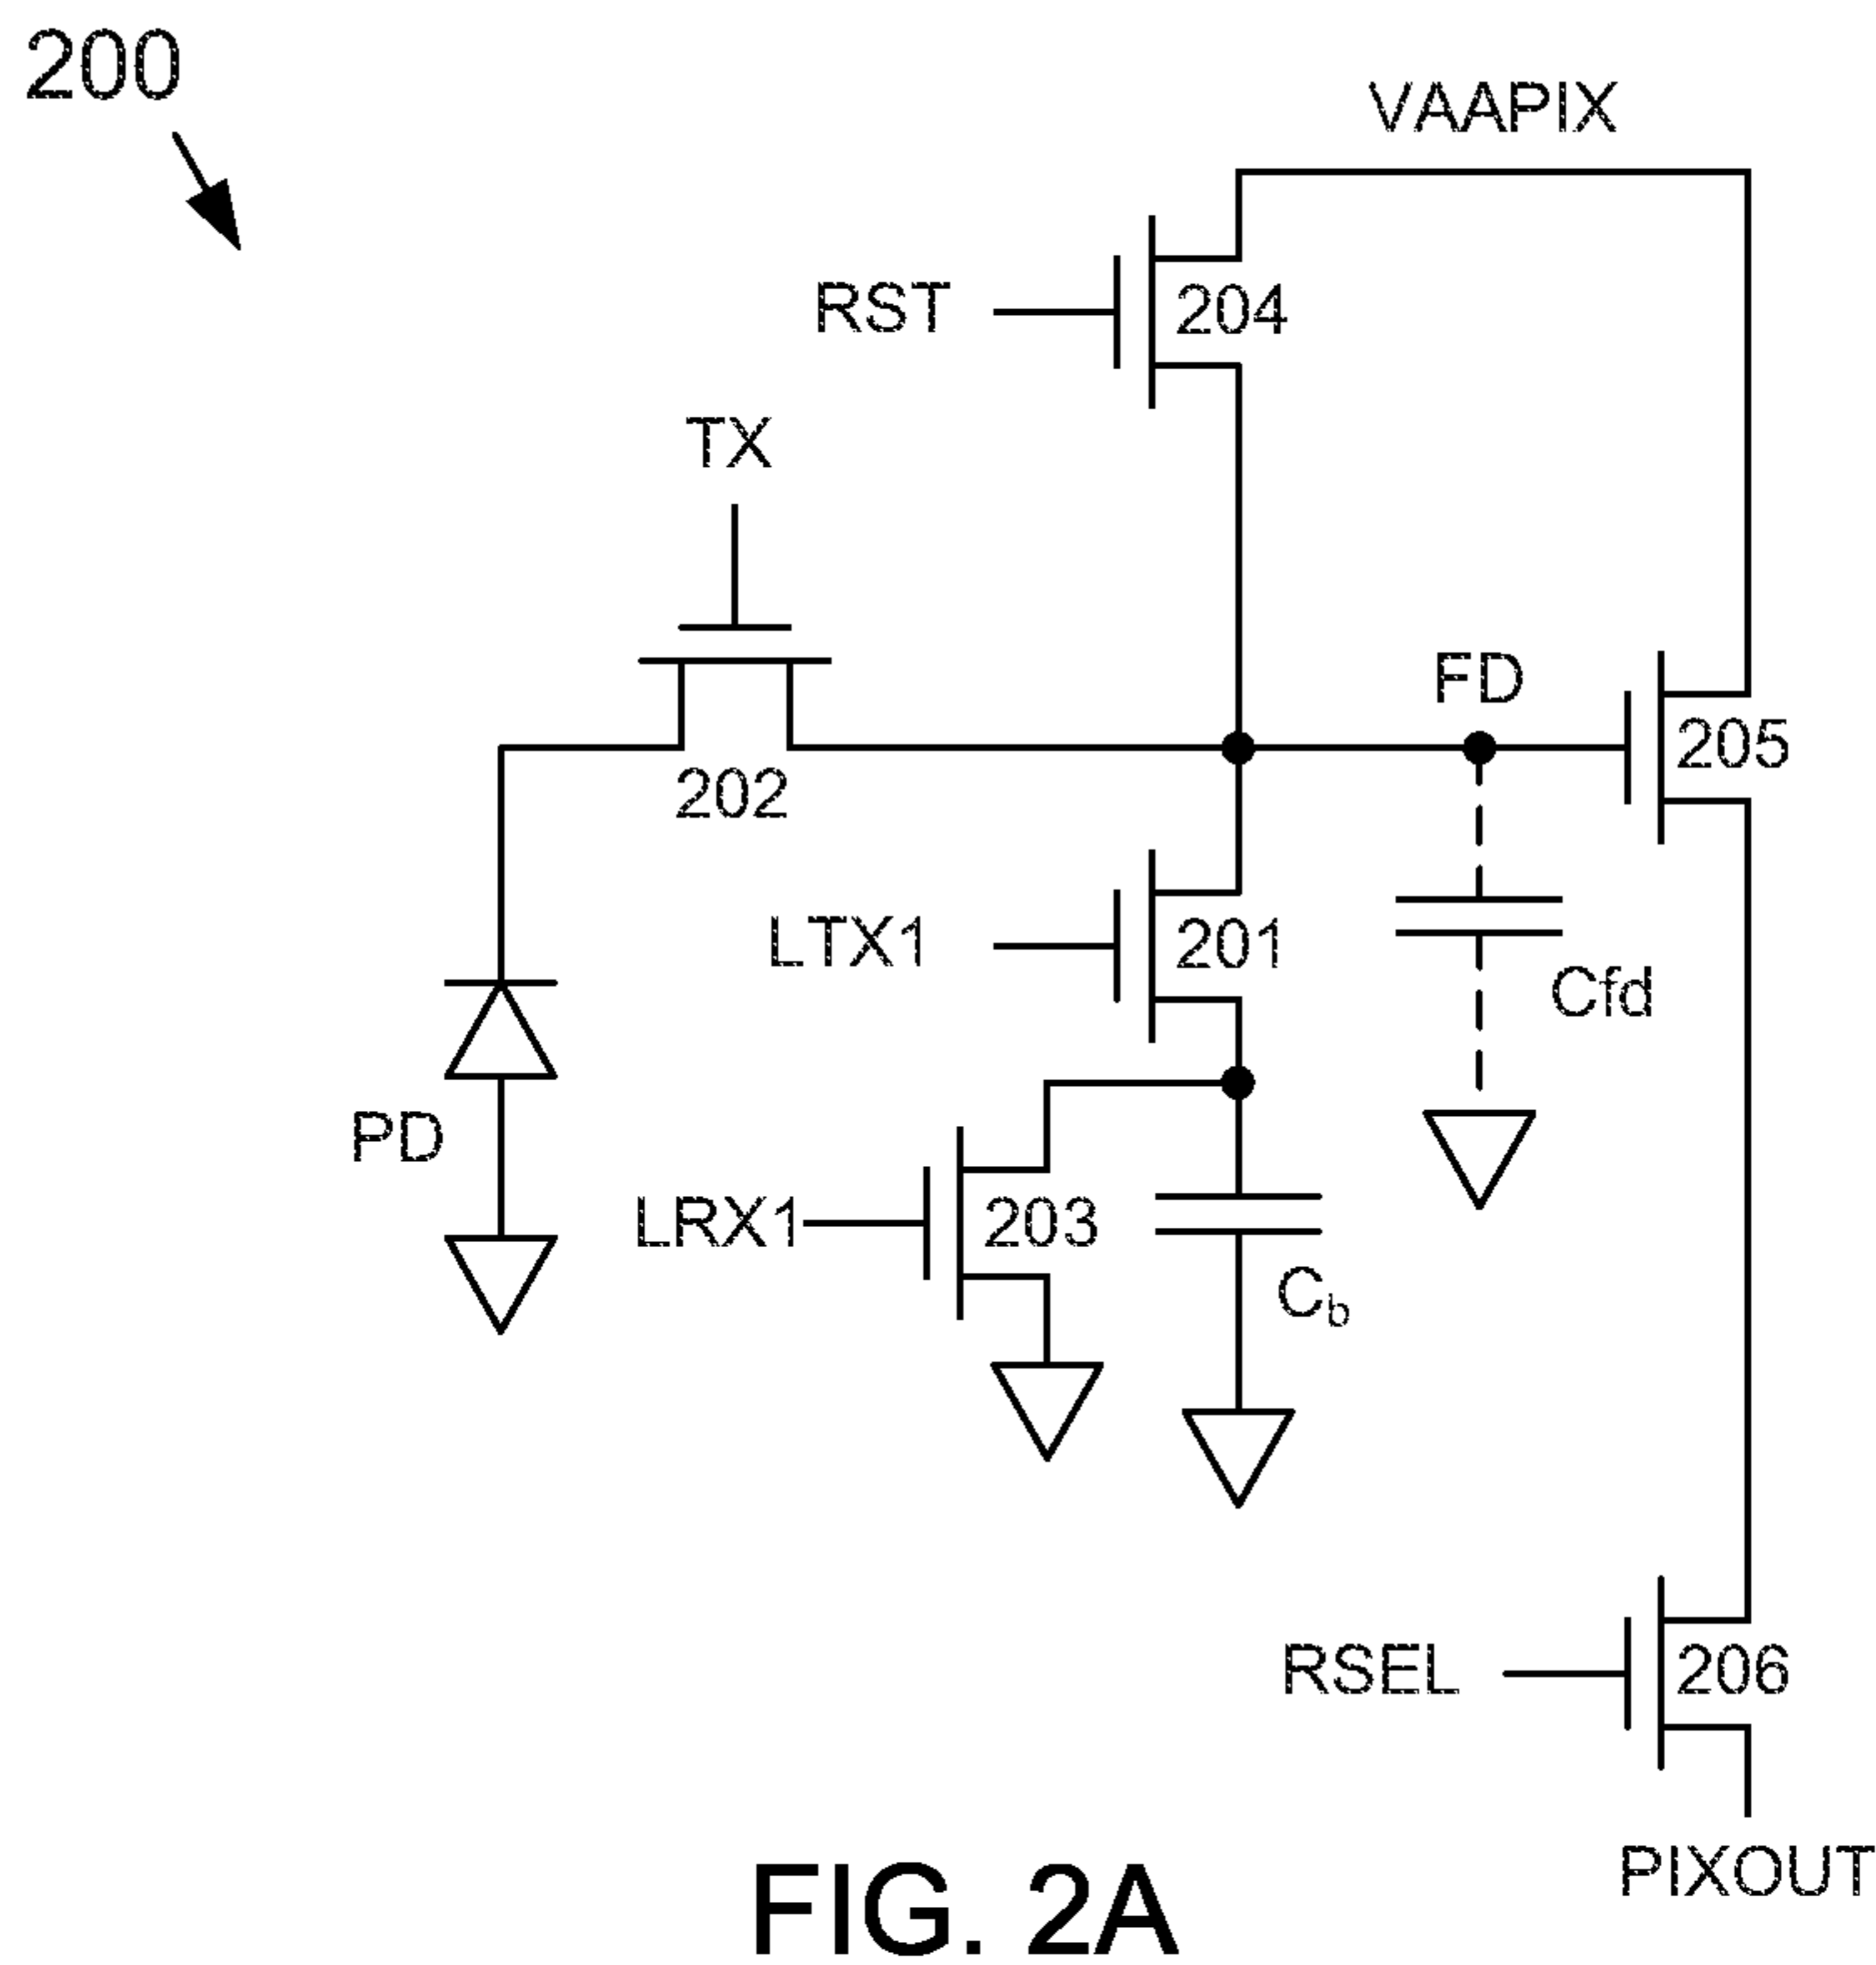 200
VAAPIX
RST
204
TX
FD
205
202
LTX1
201
Cfd
PD
LRX1
203
Cb
RSEL
206
PIXOUT
FIG. 2A